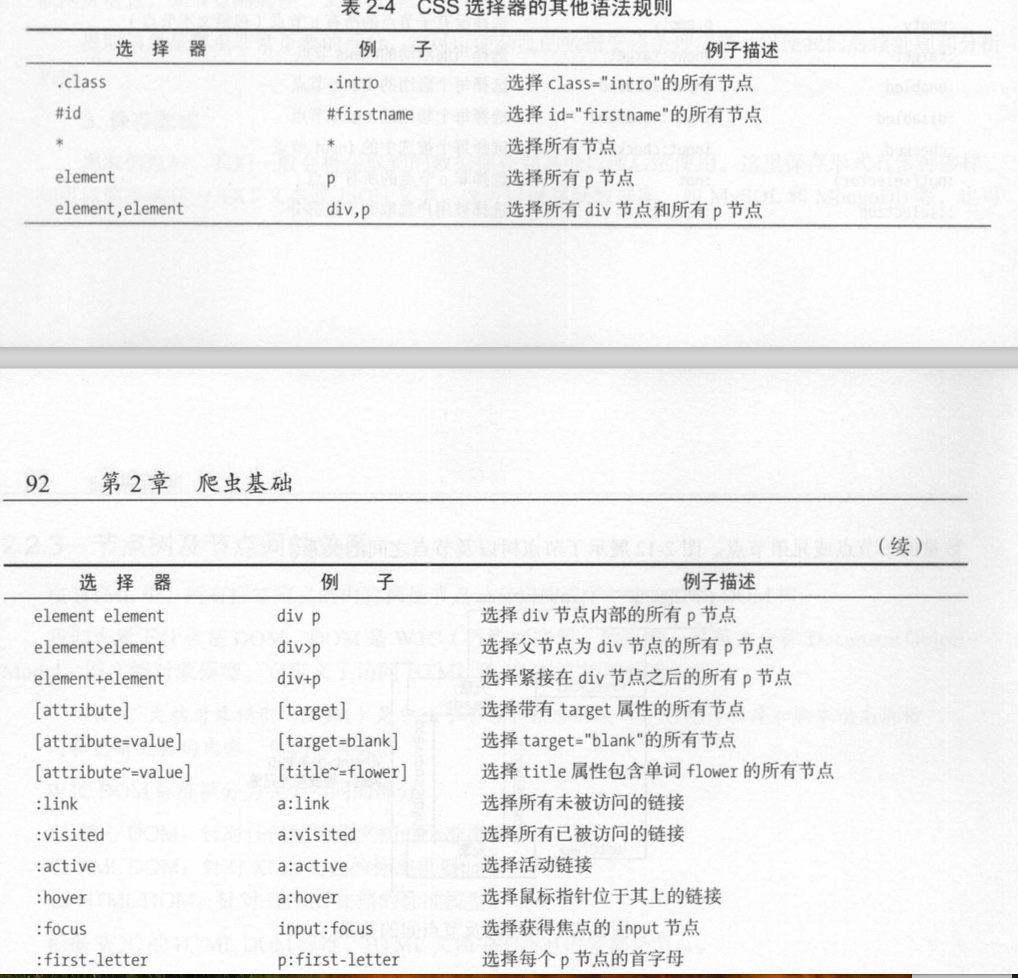 表 2-4 CSS 选择器的其他语法规则
选 择 器 例 子 例子描述
.class .intro 选择 class="intro"的所有节点
#id #firstname 选择 id="firstname"的所有节点
* * 选择所有节点
element p 选择所有 p 节点
element,element div,p 选择所有 div 节点和所有 p 节点
92 第 2 章 爬虫基础
(续)
选 择 器 例 子 例子描述
element element div p 选择 div 节点内部的所有 p 节点
element>element div>p 选择父节点为 div 节点的所有 p 节点
element+element div+p 选择紧接在 div 节点之后的所有 p 节点
[attribute] [target] 选择带有 target 属性的所有节点
[attribute=value] [target=blank] 选择 target="blank"的所有节点
[attribute~=value] [title~=flower] 选择 title 属性包含单词 flower 的所有节点
:link a:link 选择所有未被访问的链接
:visited a:visited 选择所有已被访问的链接
:active a:active 选择活动链接
:hover a:hover 选择鼠标指针位于其上的链接
:focus input:focus 选择获得焦点的 input 节点
:first-letter p:first-letter 选择每个 p 节点的首字母